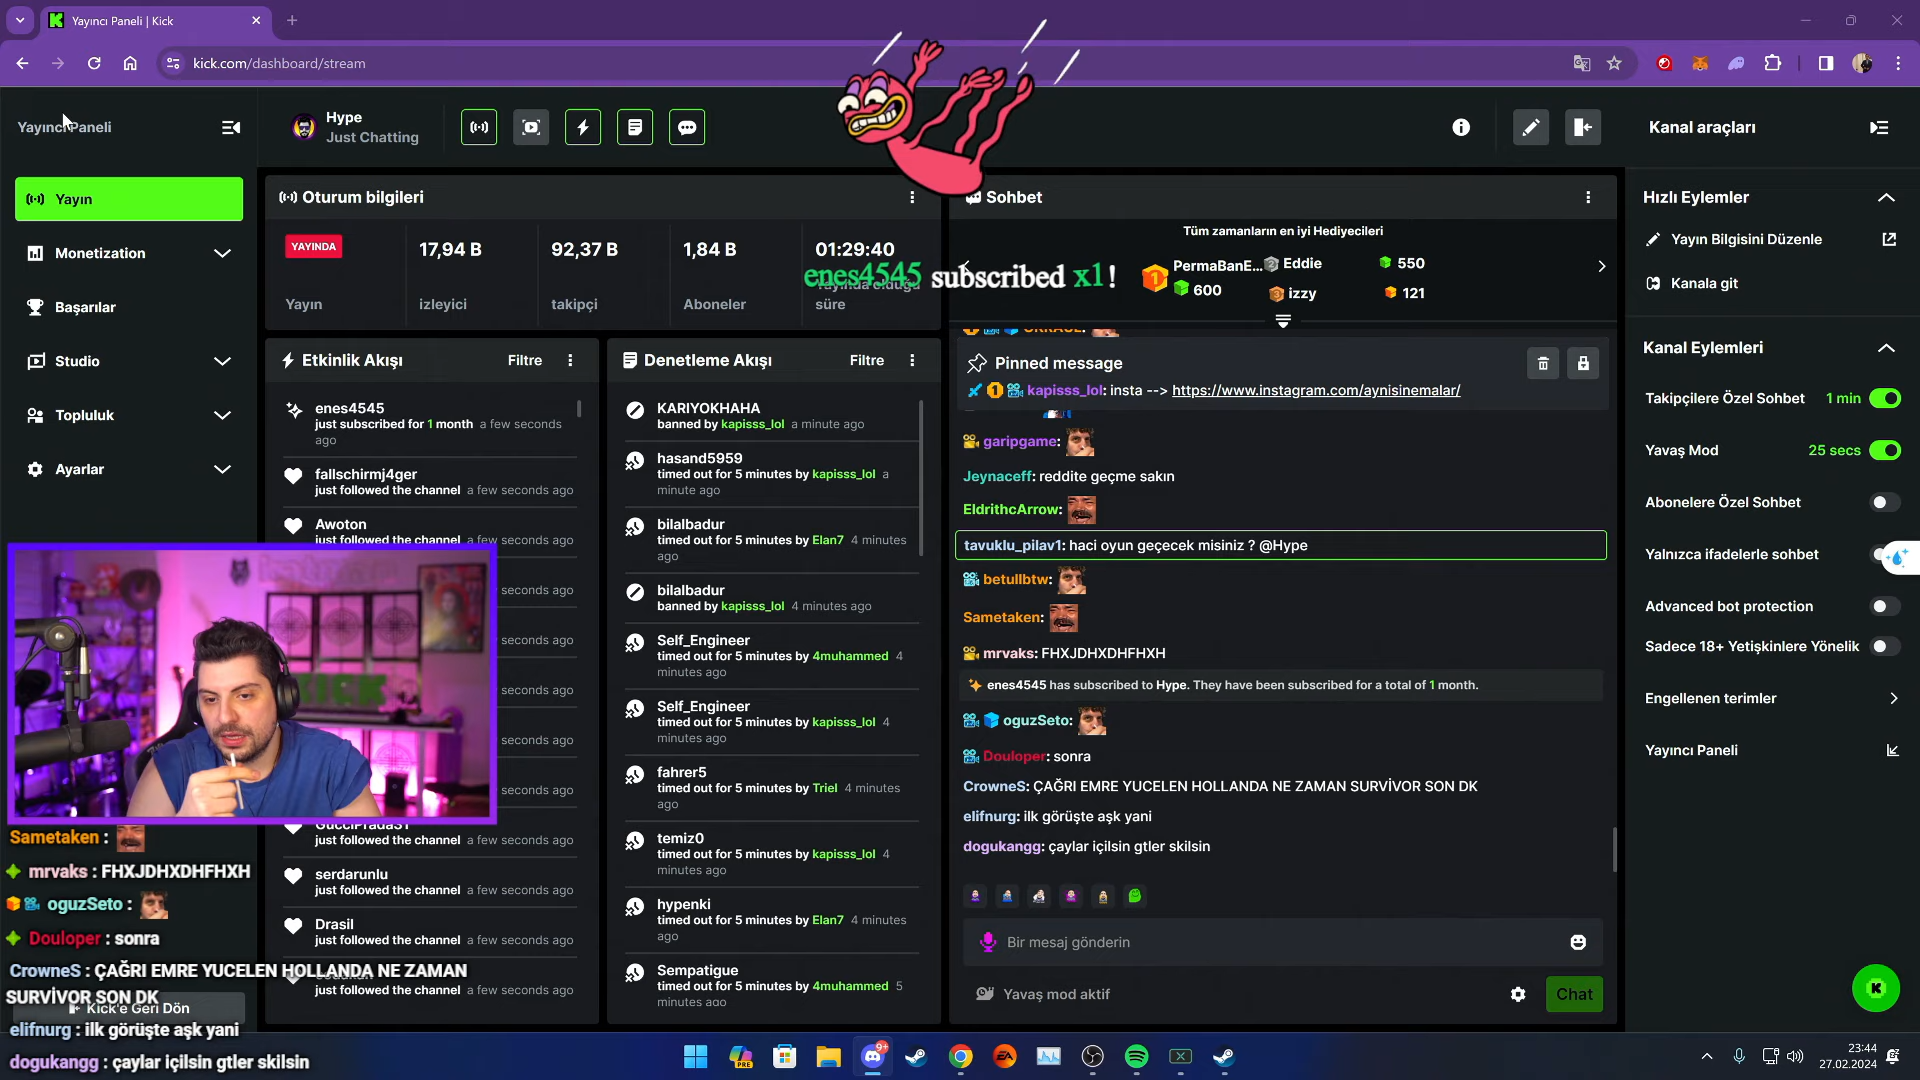 Yayıncı Paneli | Kick
kick.com/dashboard/stream
Yayıncı Paneli
Hype
Just Chatting
Kanal araçları
Yayın
Monetization
Başarılar
Studio
Topluluk
Ayarlar
Oturum bilgileri
YAYINDA
Yayın
17,94 B
izleyici
92,37 B
takipçi
1,84 B
Aboneler
01:29:40
Yayında olduğu
süre
enes4545 subscribed x1!
Etkinlik Akışı
Filtre
enes4545
just subscribed for 1 month a few seconds
ago
fallschirmj4ger
just followed the channel a few seconds ago
Awoton
just followed the channel a few seconds ago
seconds ago
seconds ago
seconds ago
seconds ago
seconds ago
GucciPrada31
just followed the channel a few seconds ago
serdarunlu
just followed the channel a few seconds ago
Drasil
just followed the channel a few seconds ago
just followed the channel a few seconds ago
Denetleme Akışı
Filtre
KARIYOKHAHA
banned by kapisss_lol a minute ago
hasand5959
timed out for 5 minutes by kapisss_lol a
minute ago
bilalbadur
timed out for 5 minutes by Elan7 4 minutes
ago
bilalbadur
banned by kapisss_lol 4 minutes ago
Self_Engineer
timed out for 5 minutes by 4muhammed 4
minutes ago
Self_Engineer
timed out for 5 minutes by kapisss_lol 4
minutes ago
fahrer5
timed out for 5 minutes by Triel 4 minutes
ago
temiz0
timed out for 5 minutes by kapisss_lol 4
minutes ago
hypenki
timed out for 5 minutes by Elan7 4 minutes
ago
Sempatigue
timed out for 5 minutes by 4muhammed 5
minutes ago
Sohbet
Tüm zamanların en iyi Hediyecileri
1 PermaBanE...
600
2 Eddie
550
3 izzy
121
Pinned message
kapisss_lol: insta --> https://www.instagram.com/aynisinemalar/
garipgame:
Jeynaceff: reddite geçme sakın
EldrithcArrow:
tavuklu_pilav1: haci oyun geçecek misiniz ? @Hype
betullbtw:
Sametaken:
mrvaks: FHXJDHXDHFHXH
enes4545 has subscribed to Hype. They have been subscribed for a total of 1 month.
oguzSeto:
Douloper: sonra
CrowneS: ÇAĞRI EMRE YUCELEN HOLLANDA NE ZAMAN SURVİVOR SON DK
elifnurg: ilk görüşte aşk yani
dogukangg: çaylar içilsin gtler skilsin
Bir mesaj gönderin
Yavaş mod aktif
Chat
Hızlı Eylemler
Yayın Bilgisini Düzenle
Kanala git
Kanal Eylemleri
Takipçilere Özel Sohbet 1 min
Yavaş Mod 25 secs
Abonelere Özel Sohbet
Yalnızca ifadelerle sohbet
Advanced bot protection
Sadece 18+ Yetişkinlere Yönelik
Engellenen terimler
Yayıncı Paneli
KICK
Sametaken :
mrvaks : FHXJDHXDHFHXH
oguzSeto :
Douloper : sonra
CrowneS : ÇAĞRI EMRE YUCELEN HOLLANDA NE ZAMAN
SURVİVOR SON DK
Kick'e Geri Dön
elifnurg : ilk görüşte aşk yani
dogukangg : çaylar içilsin gtler skilsin
PRE
9+
EA
23:44
27.02.2024